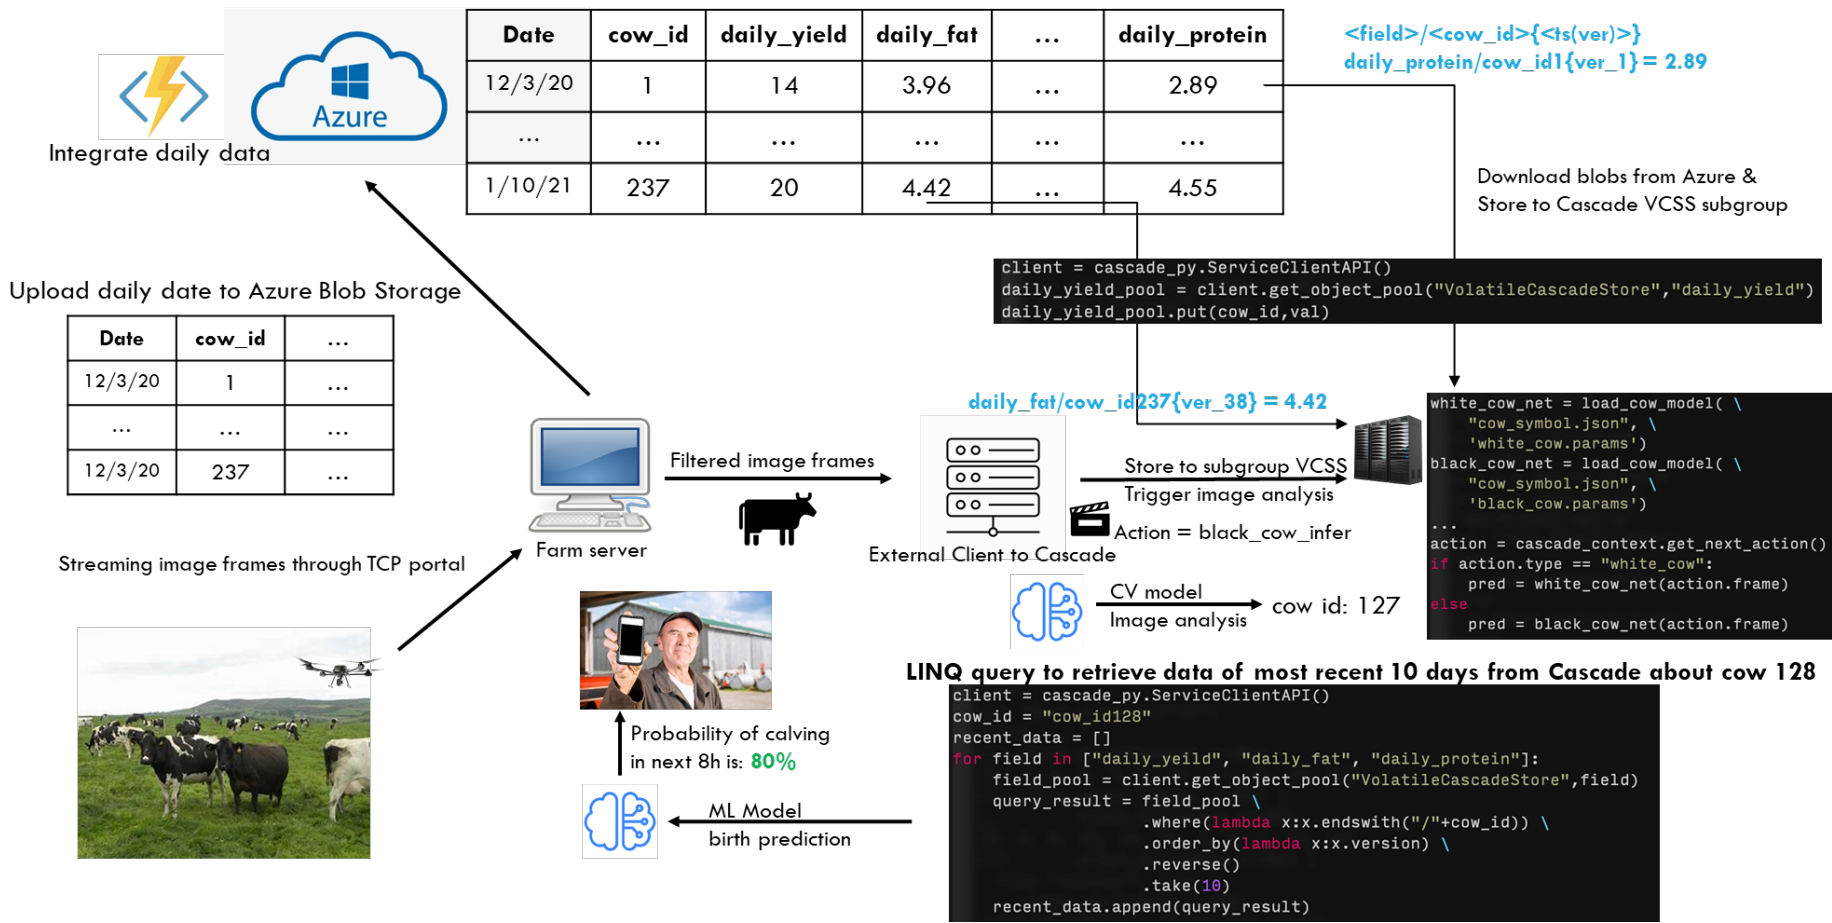 Azure
Integrate daily data
Date cow_id daily_yield daily_fat ... daily_protein
12/3/20 1 14 3.96 ... 2.89
... ... ... ... ... ...
1/10/21 237 20 4.42 ... 4.55
<field>/<cow_id>{<ts(ver)>}
daily_protein/cow_id1{ver_1} = 2.89
Download blobs from Azure &
Store to Cascade VCSS subgroup
client = cascade_py.ServiceClientAPI()
daily_yield_pool = client.get_object_pool("VolatileCascadeStore","daily_yield")
daily_yield_pool.put(cow_id,val)
Upload daily date to Azure Blob Storage
Date cow_id ...
12/3/20 1 ...
... ... ...
12/3/20 237 ...
daily_fat/cow_id237{ver_38} = 4.42
Farm server
Filtered image frames
External Client to Cascade
Store to subgroup VCSS
Trigger image analysis
Action = black_cow_infer
white_cow_net = load_cow_model( \
"cow_symbol.json", \
'white_cow.params')
black_cow_net = load_cow_model( \
"cow_symbol.json", \
'black_cow.params')
...
action = cascade_context.get_next_action()
if action.type == "white_cow":
pred = white_cow_net(action.frame)
else
pred = black_cow_net(action.frame)
Streaming image frames through TCP portal
CV model
Image analysis
cow id: 127
LINQ query to retrieve data of most recent 10 days from Cascade about cow 128
client = cascade_py.ServiceClientAPI()
cow_id = "cow_id128"
recent_data = []
for field in ["daily_yeild", "daily_fat", "daily_protein"]:
field_pool = client.get_object_pool("VolatileCascadeStore",field)
query_result = field_pool \
.where(lambda x:x.endswith("/"+cow_id)) \
.order_by(lambda x:x.version) \
.reverse()
.take(10)
recent_data.append(query_result)
Probability of calving
in next 8h is: 80%
ML Model
birth prediction